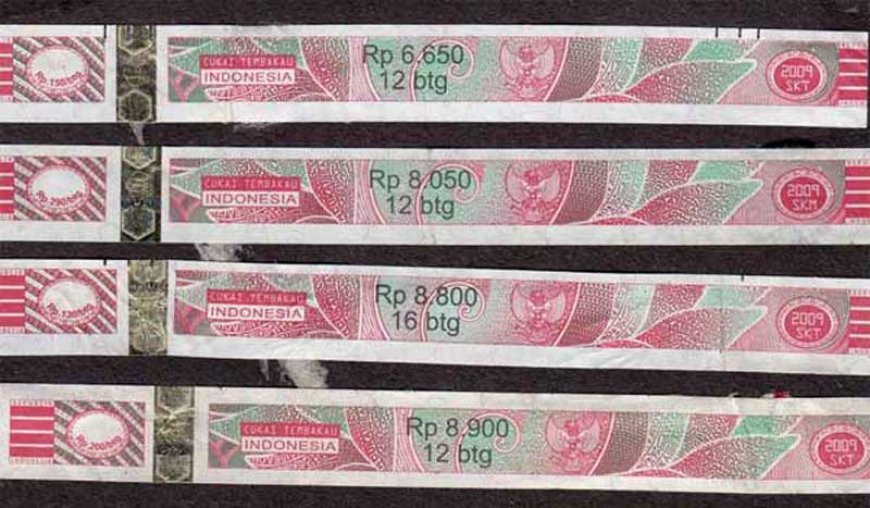 CUKAI TEMBAKAU
INDONESIA
Rp 6.650
12 btg
2009
SKT
CUKAI TEMBAKAU
INDONESIA
Rp 8.050
12 btg
2009
SKM
CUKAI TEMBAKAU
INDONESIA
Rp 8.800
16 btg
2009
SKT
CUKAI TEMBAKAU
INDONESIA
Rp 8.900
12 btg
2009
SKT